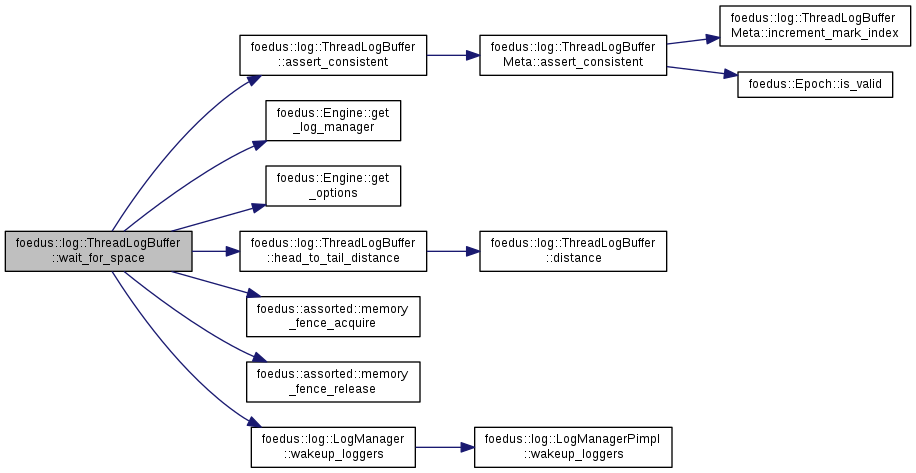 foedus::log::ThreadLogBuffer
::wait_for_space
foedus::log::ThreadLogBuffer
::assert_consistent
foedus::log::ThreadLogBuffer
Meta::assert_consistent
foedus::log::ThreadLogBuffer
Meta::increment_mark_index
foedus::Epoch::is_valid
foedus::Engine::get
_log_manager
foedus::Engine::get
_options
foedus::log::ThreadLogBuffer
::head_to_tail_distance
foedus::log::ThreadLogBuffer
::distance
foedus::assorted::memory
_fence_acquire
foedus::assorted::memory
_fence_release
foedus::log::LogManager
::wakeup_loggers
foedus::log::LogManagerPimpl
::wakeup_loggers